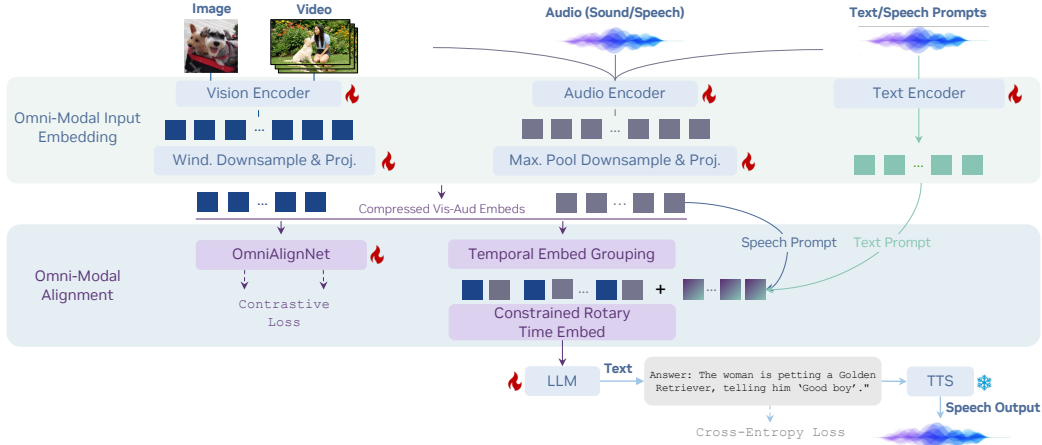 Image
Video
Audio (Sound/Speech)
Text/Speech Prompts
Vision Encoder
Audio Encoder
Text Encoder
Omni-Modal Input
Embedding
...
...
...
Wind. Downsample & Proj.
Max. Pool Downsample & Proj.
...
Compressed Vis-Aud Embeds
...
Speech Prompt
Text Prompt
OmniAlignNet
Temporal Embed Grouping
Omni-Modal
Alignment
...
+
...
Contrastive
Loss
Constrained Rotary
Time Embed
LLM
Text
Answer: The woman is petting a Golden
Retriever, telling him ‘Good boy’."
TTS
Speech Output
Cross-Entropy Loss